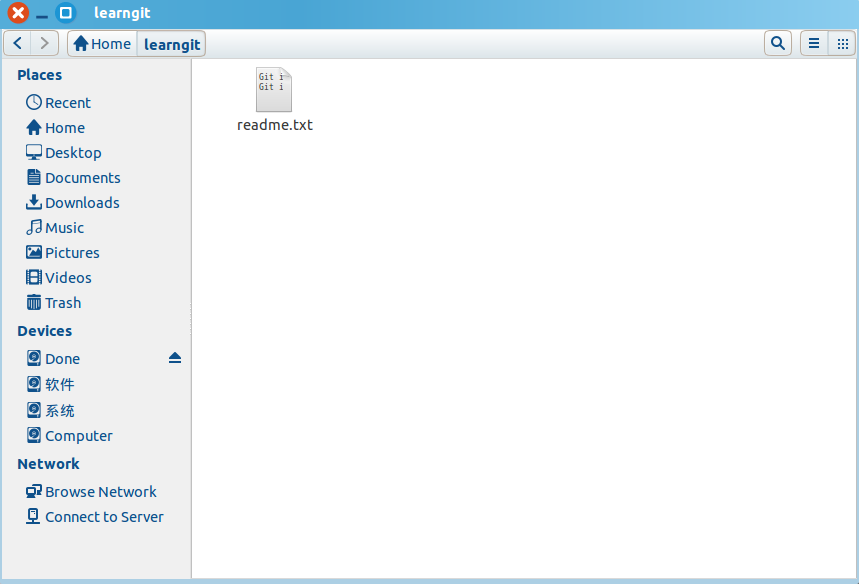 learngit
Home learngit
Places
Recent
Home
Desktop
Documents
Downloads
Music
Pictures
Videos
Trash
Devices
Done
软件
系统
Computer
Network
Browse Network
Connect to Server
Git i
Git i
readme.txt